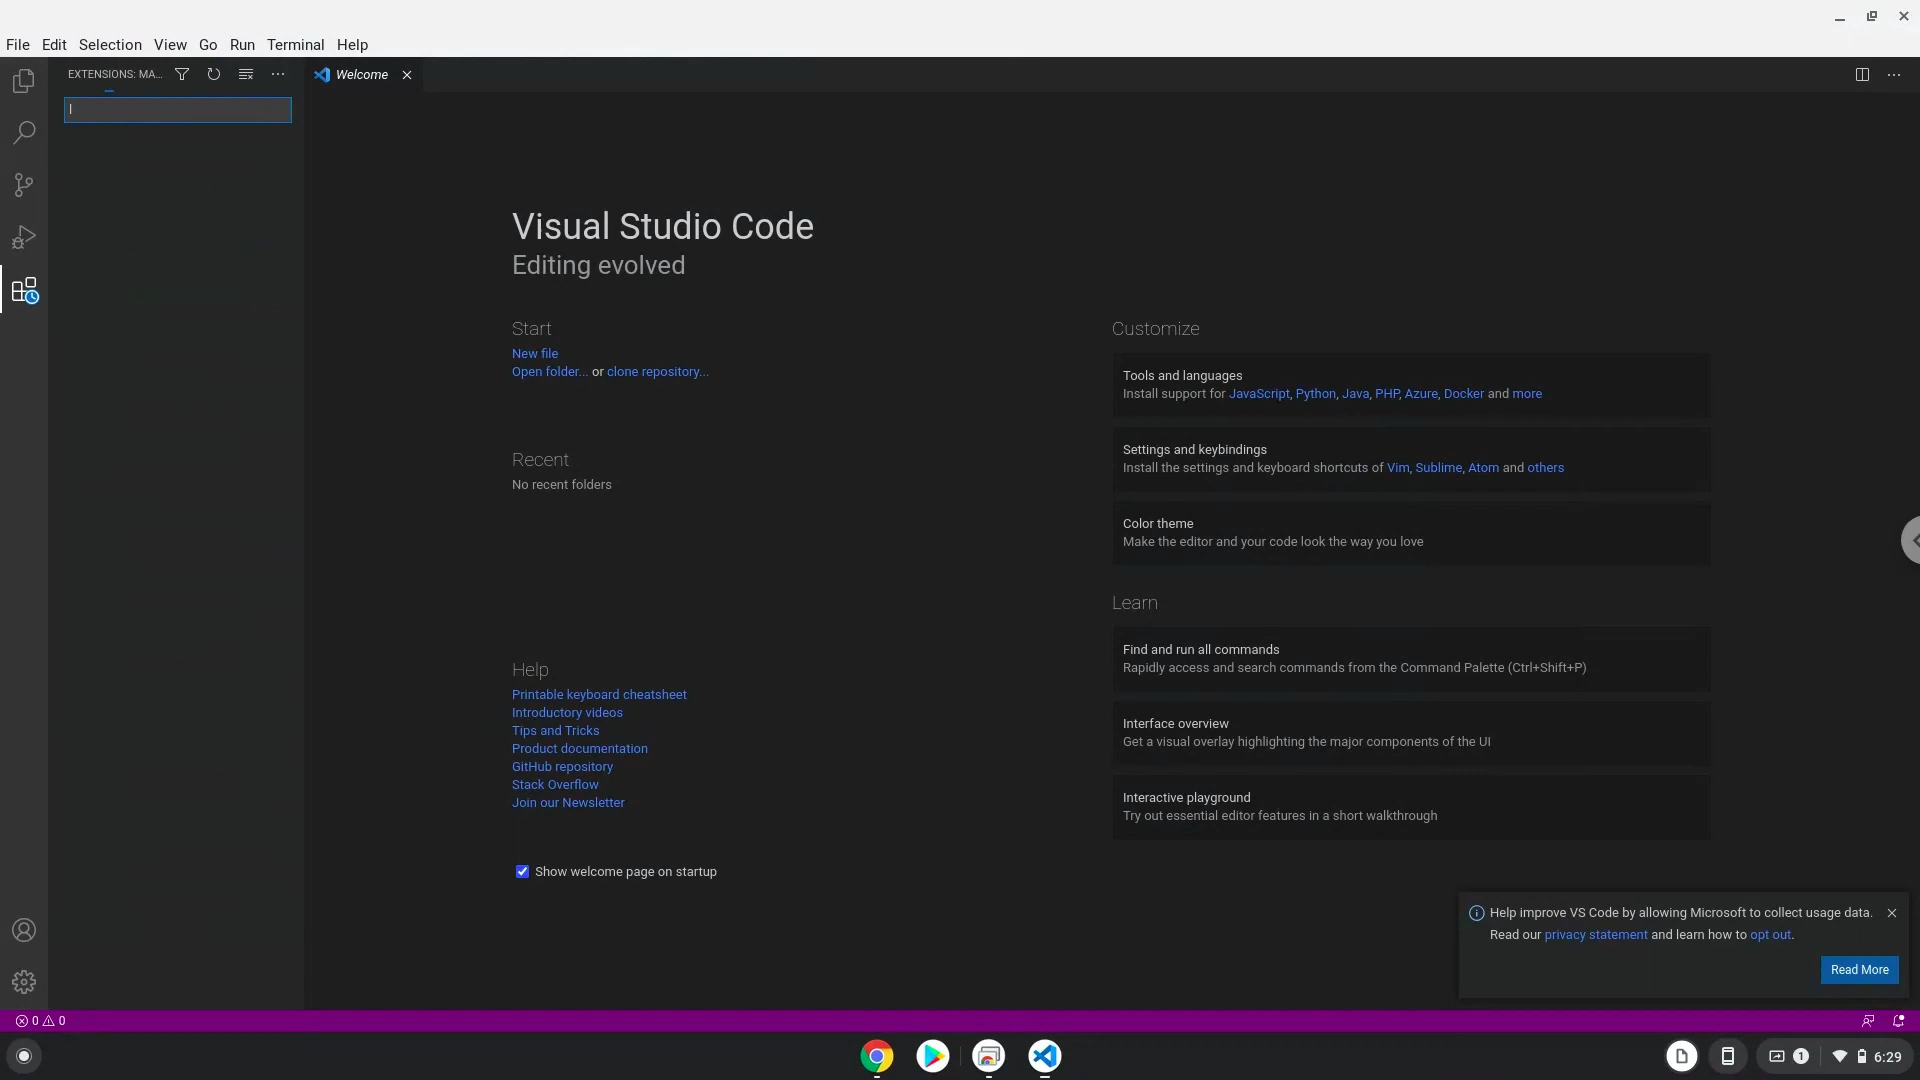 File Edit Selection View Go Run Terminal Help
EXTENSIONS: MA...
Welcome
Visual Studio Code
Editing evolved
Start
New file
Open folder... or clone repository...
Recent
No recent folders
Help
Printable keyboard cheatsheet
Introductory videos
Tips and Tricks
Product documentation
GitHub repository
Stack Overflow
Join our Newsletter
Show welcome page on startup
Customize
Tools and languages
Install support for JavaScript, Python, Java, PHP, Azure, Docker and more
Settings and keybindings
Install the settings and keyboard shortcuts of Vim, Sublime, Atom and others
Color theme
Make the editor and your code look the way you love
Learn
Find and run all commands
Rapidly access and search commands from the Command Palette (Ctrl+Shift+P)
Interface overview
Get a visual overlay highlighting the major components of the UI
Interactive playground
Try out essential editor features in a short walkthrough
Help improve VS Code by allowing Microsoft to collect usage data.
Read our privacy statement and learn how to opt out.
Read More
0 0
1 6:29